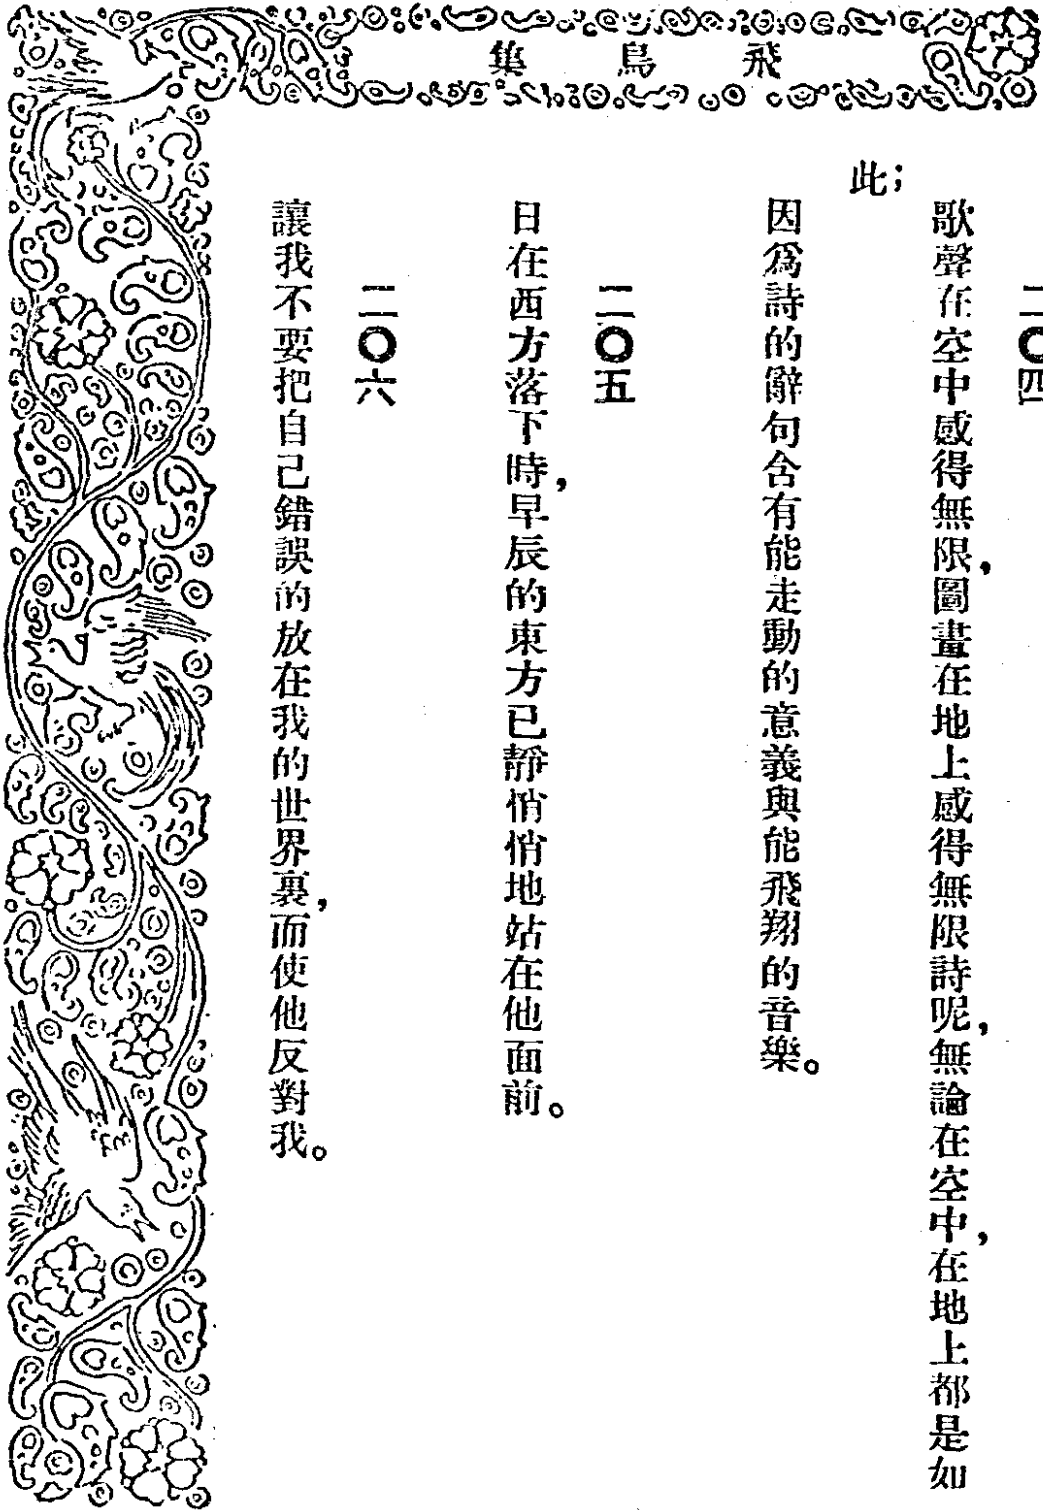 飛鳥集
二〇四
歌聲在空中感得無限，圖畫在地上感得無限，詩呢，無論在空中，在地上都是如
此；
因爲詩的辭句含有能走動的意義與能飛翔的音樂。
二〇五
日在西方落下時，早辰的東方已靜悄悄地站在他面前。
二〇六
讓我不要把自己錯誤的放在我的世界裏，而使他反對我。